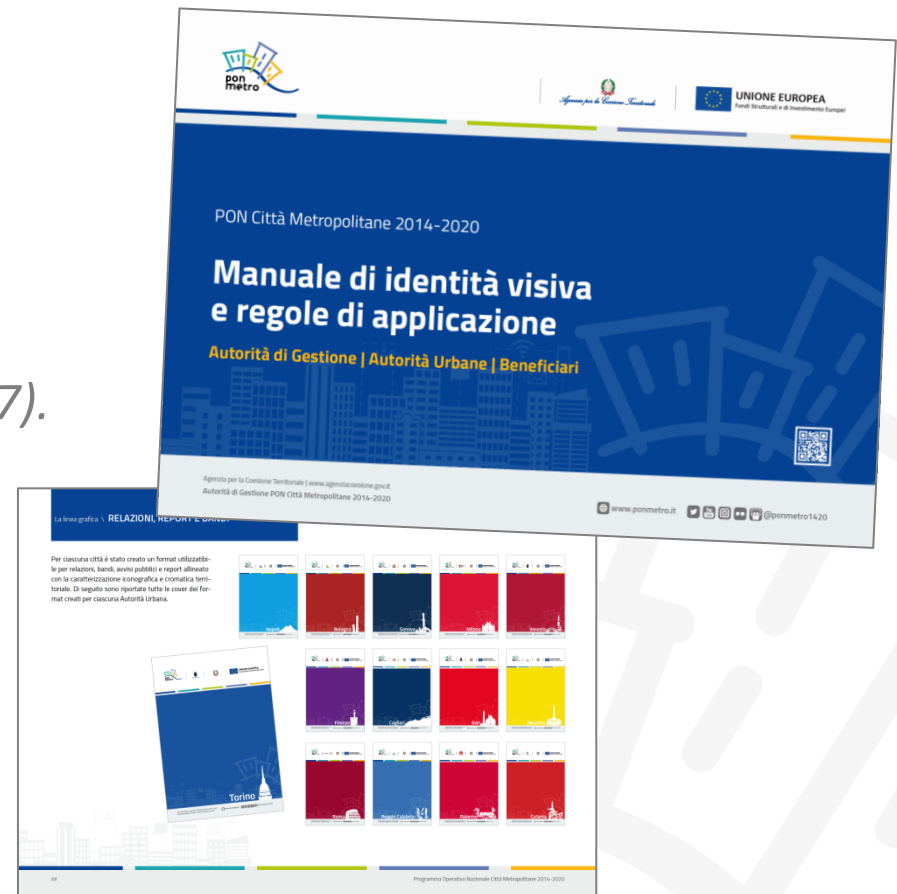 pon
metro
Agenzia per la Coesione Territoriale
UNIONE EUROPEA
Fondi Strutturali e di Investimento Europei
PON Città Metropolitane 2014-2020
Manuale di identità visiva
e regole di applicazione
Autorità di Gestione | Autorità Urbane | Beneficiari
7).
Agenzia per la Coesione Territoriale | www.agenziacoesione.gov.it
Autorità di Gestione PON Città Metropolitane 2014-2020
www.ponmetro.it
@ponmetro1420
La linea grafica \ RELAZIONI, REPORT E BANDI
Per ciascuna città è stato creato un format utilizzatibi-
le per relazioni, bandi, avvisi pubblici e report allineato
con la caratterizzazione iconografica e cromatica terri-
toriale. Di seguito sono riportate tutte le cover dei for-
mat creati per ciascuna Autorità Urbana.
Napoli
Bologna
Genova
Milano
Venezia
Firenze
Cagliari
Bari
Messina
Torino
Roma
Reggio Calabria
Palermo
Catania
Programma Operativo Nazionale Città Metropolitane 2014-2020